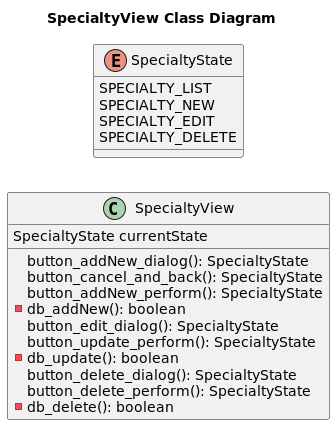 SpecialtyView Class Diagram
E SpecialtyState
SPECIALTY_LIST
SPECIALTY_NEW
SPECIALTY_EDIT
SPECIALTY_DELETE
C SpecialtyView
SpecialtyState currentState
button_addNew_dialog(): SpecialtyState
button_cancel_and_back(): SpecialtyState
button_addNew_perform(): SpecialtyState
db_addNew(): boolean
button_edit_dialog(): SpecialtyState
button_update_perform(): SpecialtyState
db_update(): boolean
button_delete_dialog(): SpecialtyState
button_delete_perform(): SpecialtyState
db_delete(): boolean